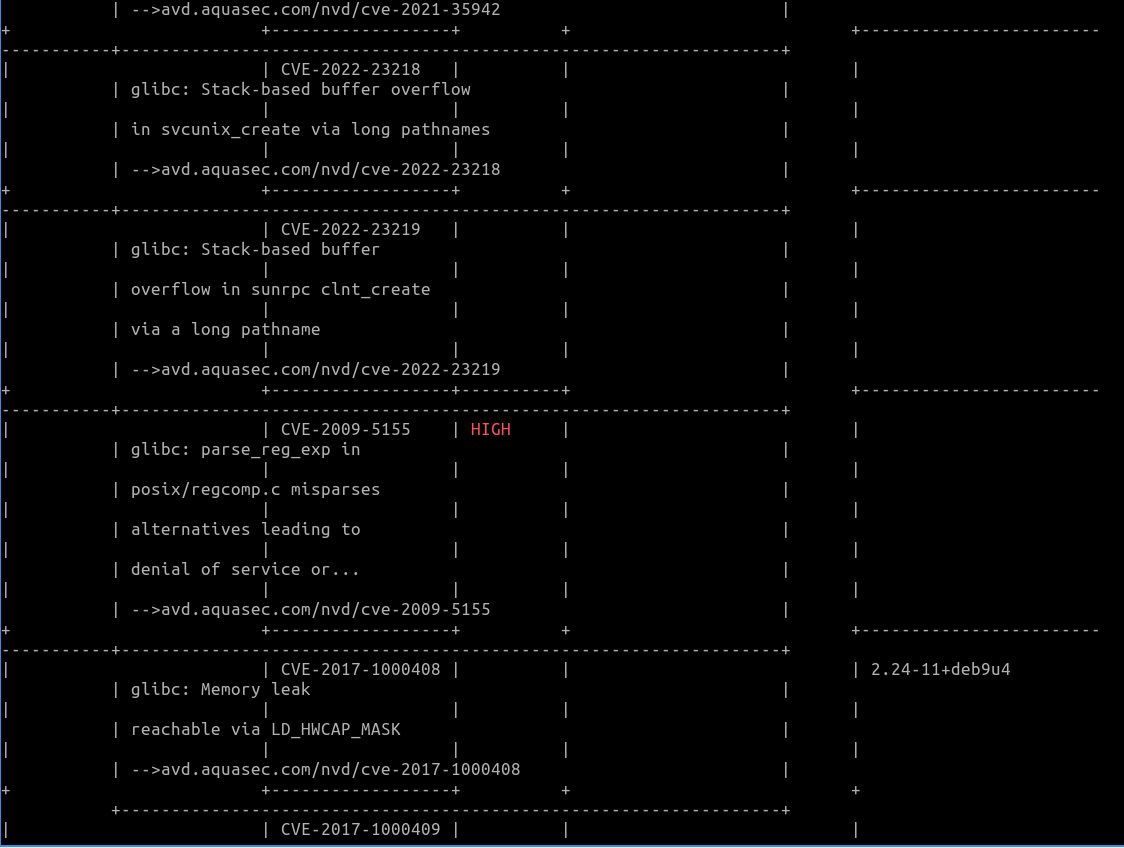 | -->avd.aquasec.com/nvd/cve-2021-35942 |
+ +------------------+ + +------------------------
-----------+------------------------------------------------------------------+
| | CVE-2022-23218 | | |
| glibc: Stack-based buffer overflow |
| | | | |
| in svcunix_create via long pathnames |
| | | | |
| -->avd.aquasec.com/nvd/cve-2022-23218 |
+ +------------------+ + +------------------------
-----------+------------------------------------------------------------------+
| | CVE-2022-23219 | | |
| glibc: Stack-based buffer |
| | | | |
| overflow in sunrpc clnt_create |
| | | | |
| via a long pathname |
| | | | |
| -->avd.aquasec.com/nvd/cve-2022-23219 |
+ +------------------+----------+ +------------------------
-----------+------------------------------------------------------------------+
| | CVE-2009-5155 | HIGH | |
| glibc: parse_reg_exp in |
| | | | |
| posix/regcomp.c misparses |
| | | | |
| alternatives leading to |
| | | | |
| denial of service or... |
| | | | |
| -->avd.aquasec.com/nvd/cve-2009-5155 |
+ +------------------+ + +------------------------
-----------+------------------------------------------------------------------+
| | CVE-2017-1000408 | | | 2.24-11+deb9u4
| glibc: Memory leak |
| | | | |
| reachable via LD_HWCAP_MASK |
| | | | |
| -->avd.aquasec.com/nvd/cve-2017-1000408 |
+ +------------------+ + +
+------------------------------------------------------------------+
| | CVE-2017-1000409 | | |